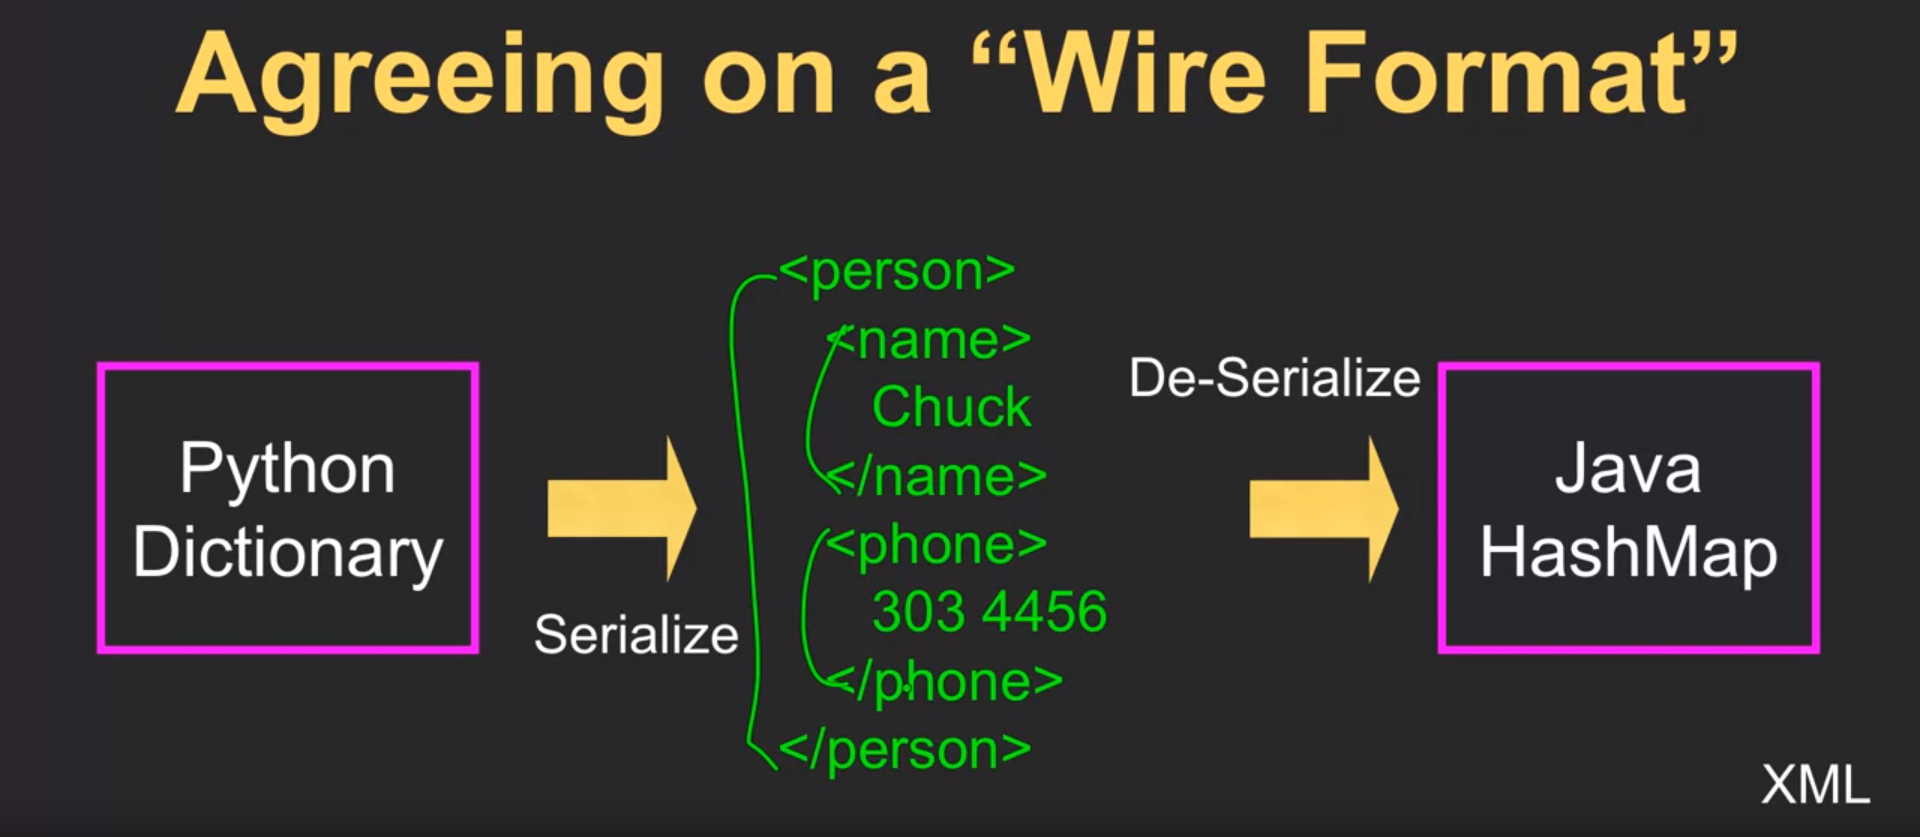 Agreeing on a “Wire Format”
Python
Dictionary
Serialize
<person>
<name>
Chuck
</name>
<phone>
303 4456
</phone>
</person>
De-Serialize
Java
HashMap
XML